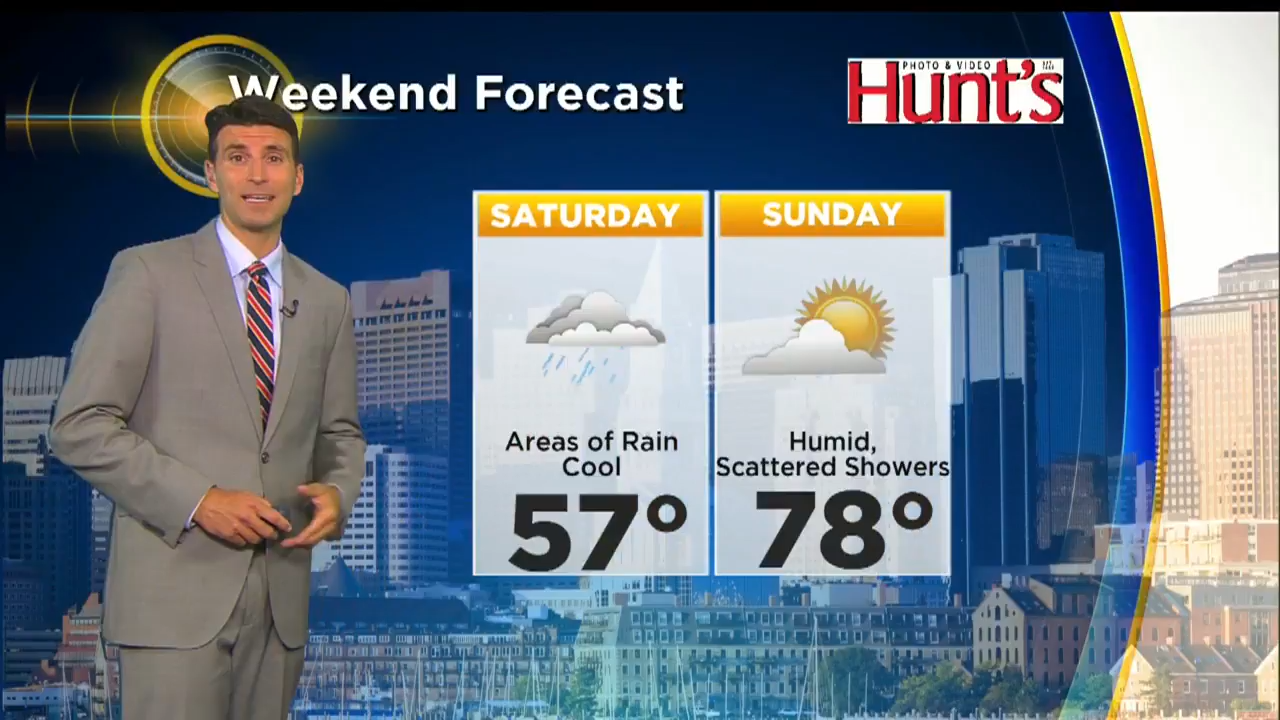 Weekend Forecast
PHOTO & VIDEO
Hunt's
SATURDAY
Areas of Rain
Cool
57°
SUNDAY
Humid,
Scattered Showers
78°